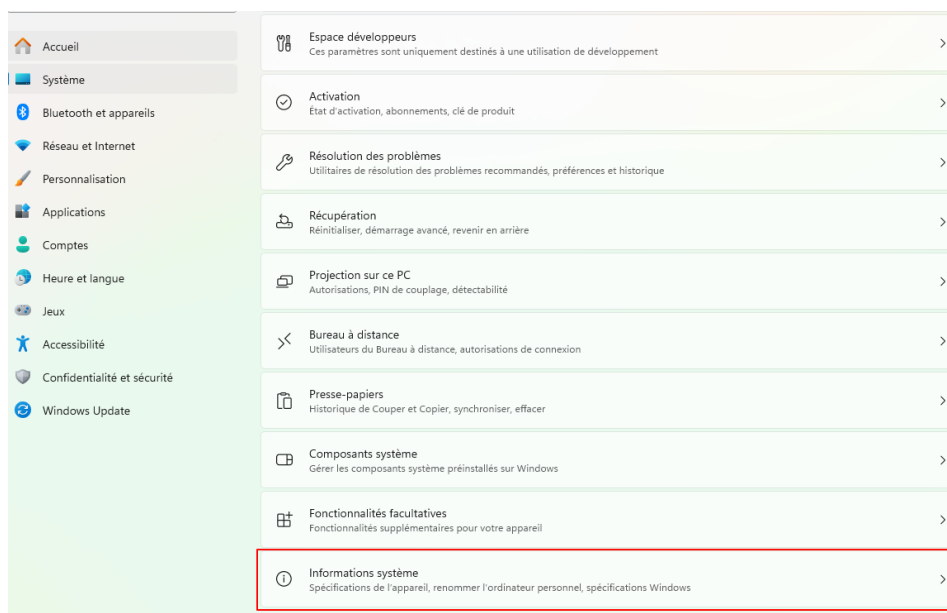 Accueil
Système
Bluetooth et appareils
Réseau et Internet
Personnalisation
Applications
Comptes
Heure et langue
Jeux
Accessibilité
Confidentialité et sécurité
Windows Update
Espace développeurs
Ces paramètres sont uniquement destinés à une utilisation de développement
Activation
État d'activation, abonnements, clé de produit
Résolution des problèmes
Utilitaires de résolution des problèmes recommandés, préférences et historique
Récupération
Réinitialiser, démarrage avancé, revenir en arrière
Projection sur ce PC
Autorisations, PIN de couplage, détectabilité
Bureau à distance
Utilisateurs du Bureau à distance, autorisations de connexion
Presse-papiers
Historique de Couper et Copier, synchroniser, effacer
Composants système
Gérer les composants système préinstallés sur Windows
Fonctionnalités facultatives
Fonctionnalités supplémentaires pour votre appareil
Informations système
Spécifications de l'appareil, renommer l'ordinateur personnel, spécifications Windows